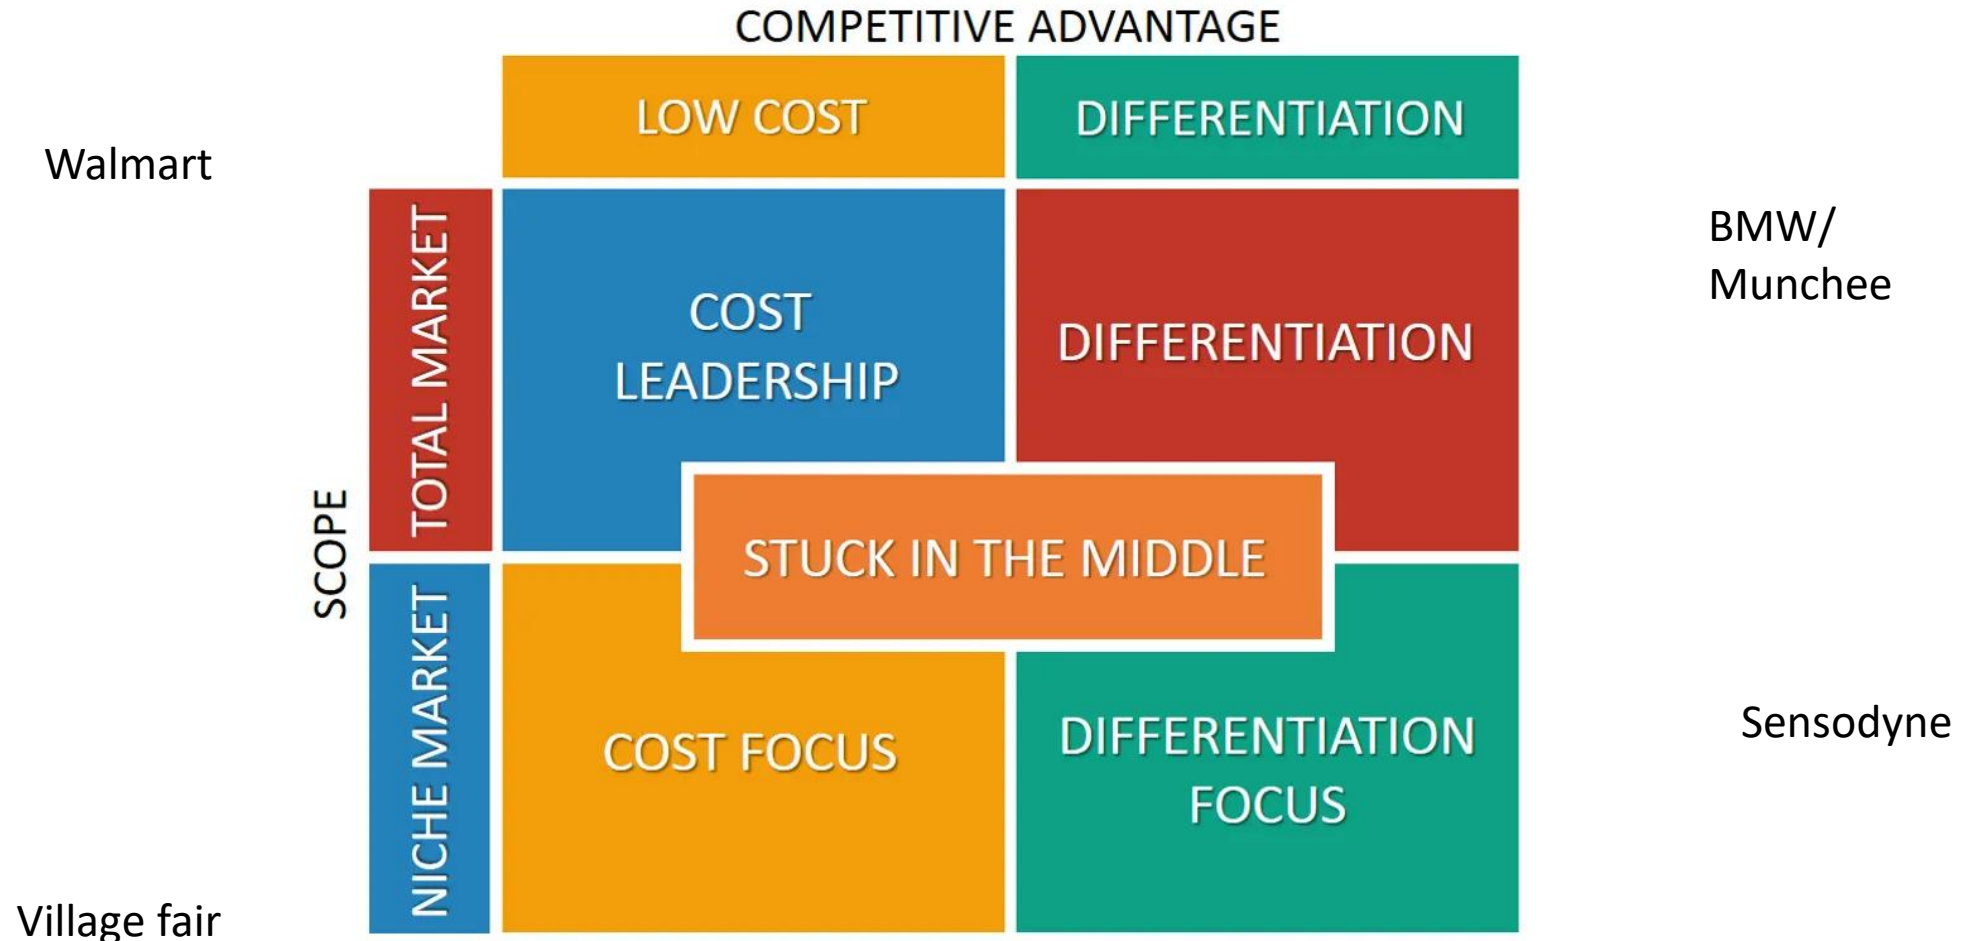 COMPETITIVE ADVANTAGE
LOW COST
DIFFERENTIATION
Walmart
TOTAL MARKET
COST
LEADERSHIP
DIFFERENTIATION
BMW/
Munchee
SCOPE
STUCK IN THE MIDDLE
NICHE MARKET
COST FOCUS
DIFFERENTIATION
FOCUS
Sensodyne
Village fair